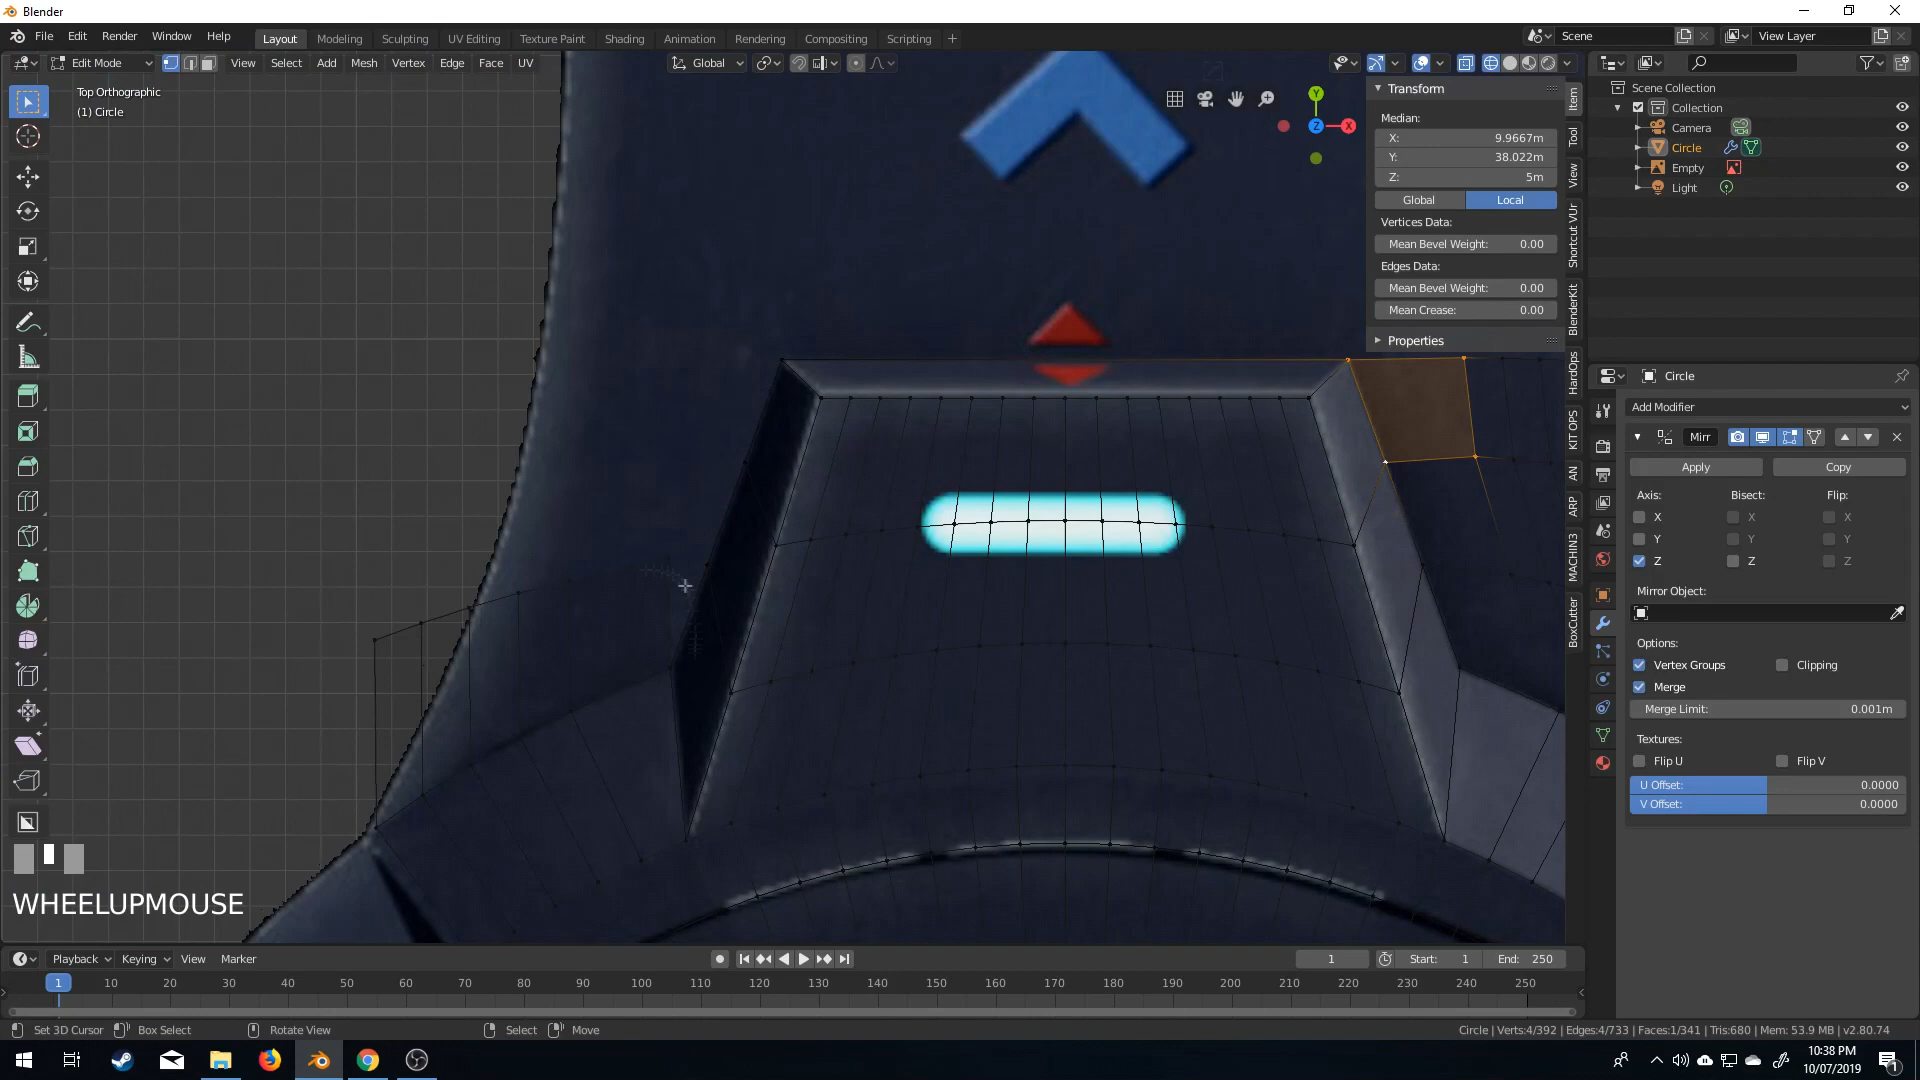 Blender
File Edit Render Window Help
Layout Modeling Sculpting UV Editing Texture Paint Shading Animation Rendering Compositing Scripting +
Scene
View Layer
Edit Mode View Select Add Mesh Vertex Edge Face UV
Global
Top Orthographic
(1) Circle
Y
Z
X
Transform
Median:
X: 9.9667m
Y: 38.022m
Z: 5m
Global Local
Vertices Data:
Mean Bevel Weight: 0.00
Edges Data:
Mean Bevel Weight: 0.00
Mean Crease: 0.00
Properties
Item
Tool
View
Shortcut VUr
BlenderKit
HardOps
KIT OPS
AN
ARP
MACHIN3
BoxCutter
Scene Collection
Collection
Camera
Circle
Empty
Light
Circle
Add Modifier
Mirr
Apply Copy
Axis: Bisect: Flip:
X X X
Y Y Y
Z Z Z
Mirror Object:
Options:
Vertex Groups Clipping
Merge
Merge Limit: 0.001m
Textures:
Flip U Flip V
U Offset: 0.0000
V Offset: 0.0000
WHEELUPMOUSE
Playback Keying View Marker
1 Start: 1 End: 250
1 10 20 30 40 50 60 70 80 90 100 110 120 130 140 150 160 170 180 190 200 210 220 230 240 250
Set 3D Cursor Box Select Rotate View Select Move
Circle | Verts:4/392 | Edges:4/733 | Faces:1/341 | Tris:680 | Mem: 53.9 MB | v2.80.74
10:38 PM
10/07/2019
1